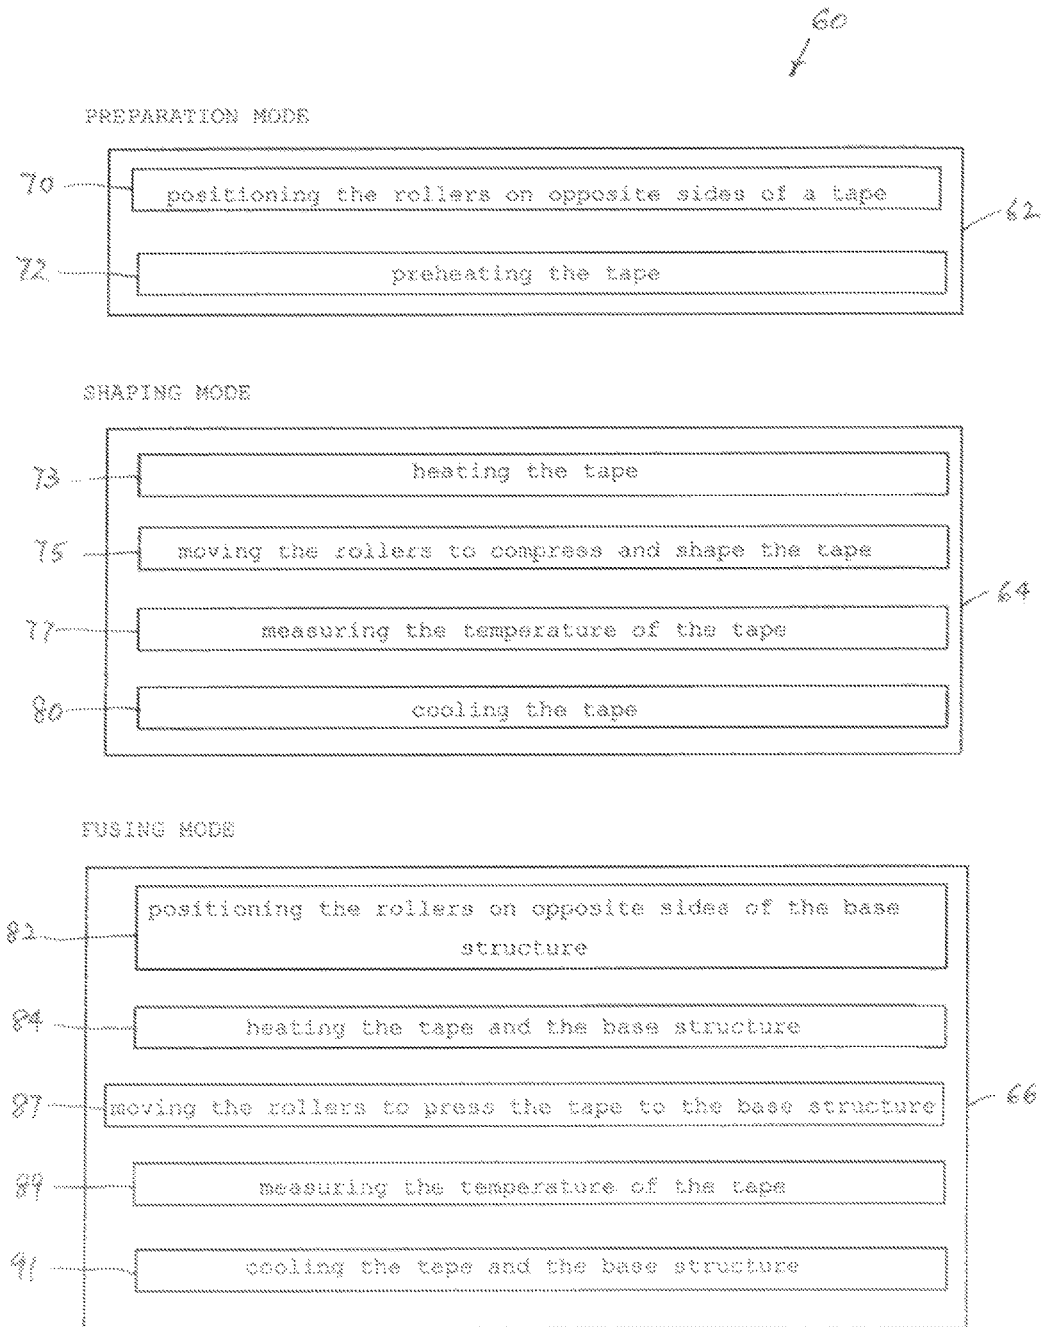 60
PREPARATION MODE
70
positioning the rollers on opposite sides of a tape
62
72
preheating the tape
SHAPING MODE
73
heating the tape
75
moving the rollers to compress and shape the tape
64
77
measuring the temperature of the tape
80
cooling the tape
FUSING MODE
82
positioning the rollers on opposite sides of the base
structure
84
heating the tape and the base structure
87
moving the rollers to press the tape to the base structure
66
89
measuring the temperature of the tape
91
cooling the tape and the base structure